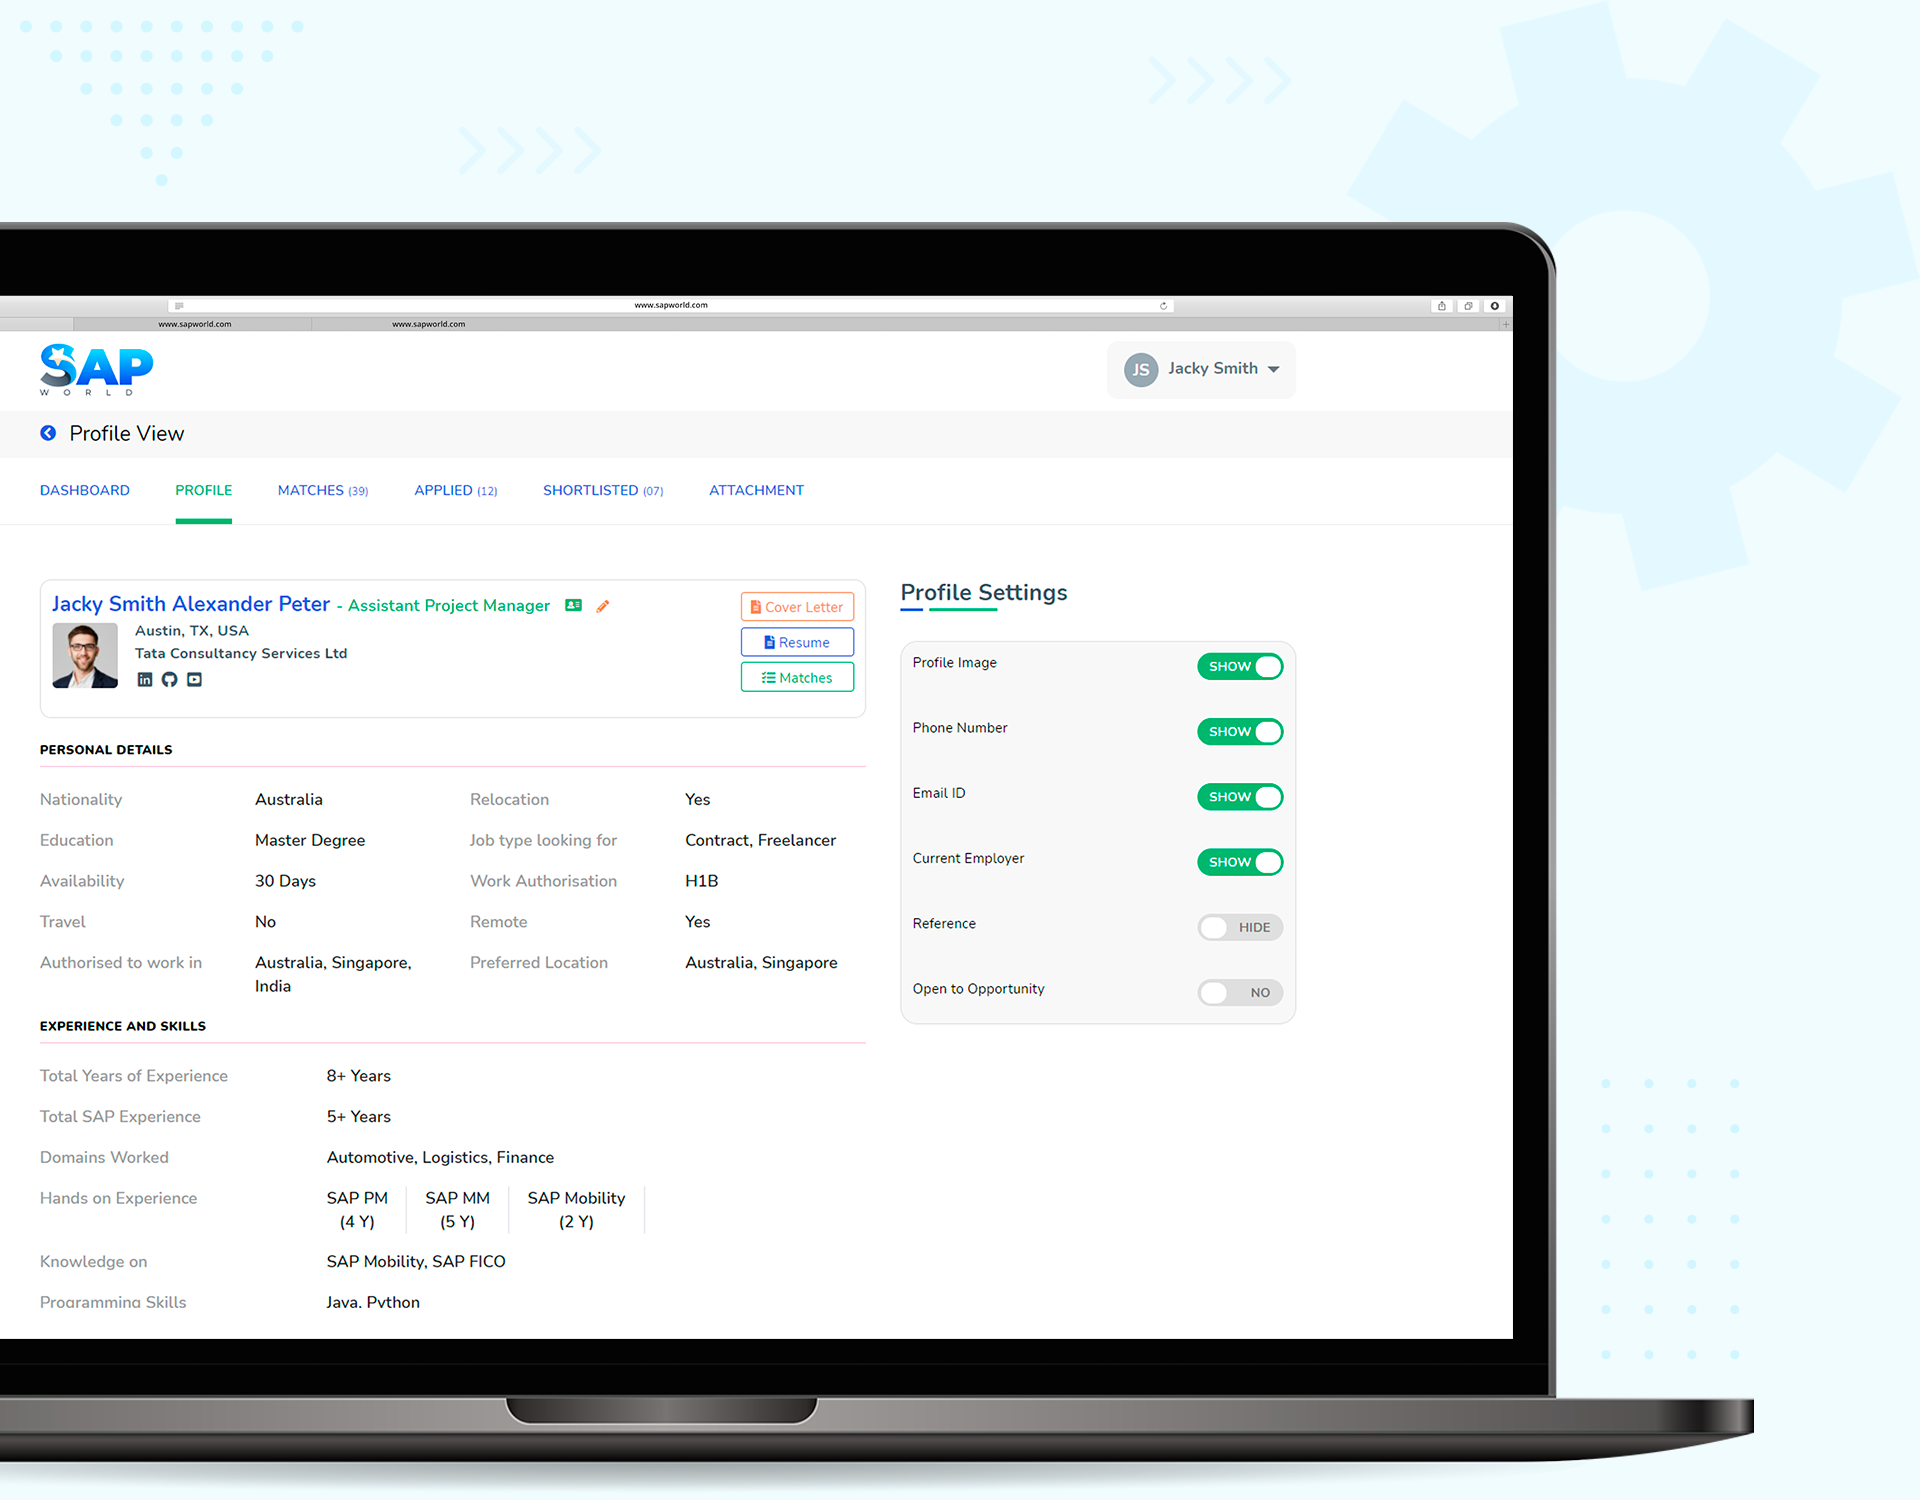 www.sapworld.com
www.sapworld.com www.sapworld.com
SAP
WORLD
JS Jacky Smith
Profile View
DASHBOARD PROFILE MATCHES (39) APPLIED (12) SHORTLISTED (07) ATTACHMENT
Jacky Smith Alexander Peter - Assistant Project Manager
Austin, TX, USA
Tata Consultancy Services Ltd
in
Cover Letter
Resume
Matches
PERSONAL DETAILS
Nationality Australia Relocation Yes
Education Master Degree Job type looking for Contract, Freelancer
Availability 30 Days Work Authorisation H1B
Travel No Remote Yes
Authorised to work in Australia, Singapore, Preferred Location Australia, Singapore
India
EXPERIENCE AND SKILLS
Total Years of Experience 8+ Years
Total SAP Experience 5+ Years
Domains Worked Automotive, Logistics, Finance
Hands on Experience SAP PM SAP MM SAP Mobility
(4 Y) (5 Y) (2 Y)
Knowledge on SAP Mobility, SAP FICO
Programming Skills Java, Python
Profile Settings
Profile Image SHOW
Phone Number SHOW
Email ID SHOW
Current Employer SHOW
Reference HIDE
Open to Opportunity NO